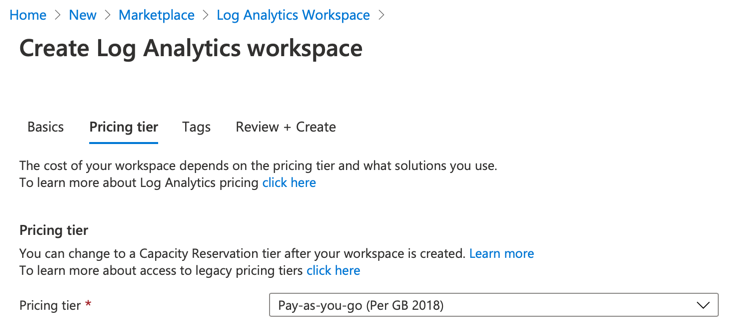 Home > New > Marketplace > Log Analytics Workspace >
Create Log Analytics workspace
Basics Pricing tier Tags Review + Create
The cost of your workspace depends on the pricing tier and what solutions you use.
To learn more about Log Analytics pricing click here
Pricing tier
You can change to a Capacity Reservation tier after your workspace is created. Learn more
To learn more about access to legacy pricing tiers click here
Pricing tier * Pay-as-you-go (Per GB 2018)